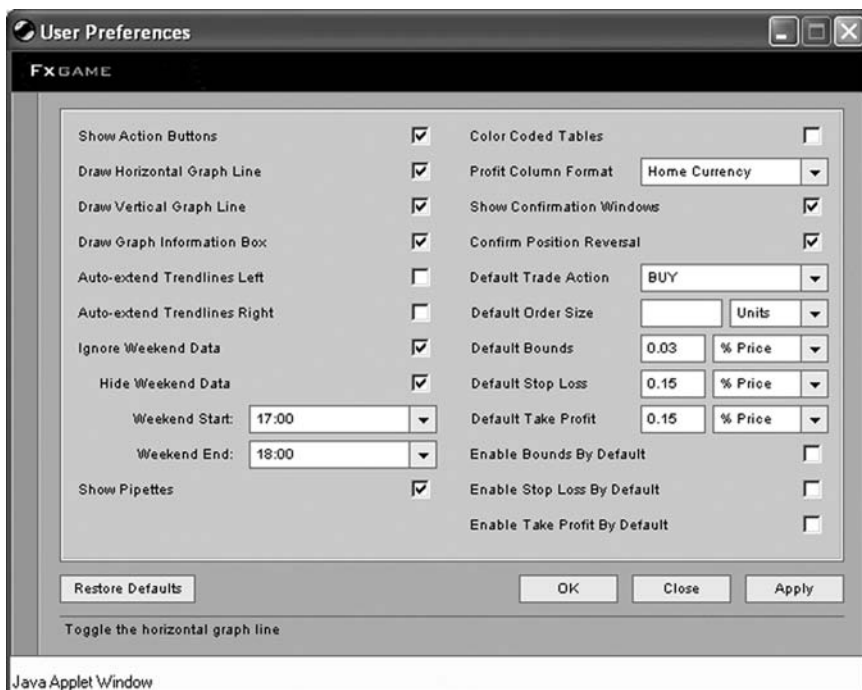 User Preferences
FXGAME
Show Action Buttons
Draw Horizontal Graph Line
Draw Vertical Graph Line
Draw Graph Information Box
Auto-extend Trendlines Left
Auto-extend Trendlines Right
Ignore Weekend Data
Hide Weekend Data
Weekend Start: 17:00
Weekend End: 18:00
Show Pipettes
Color Coded Tables
Profit Column Format Home Currency
Show Confirmation Windows
Confirm Position Reversal
Default Trade Action BUY
Default Order Size Units
Default Bounds 0.03 % Price
Default Stop Loss 0.15 % Price
Default Take Profit 0.15 % Price
Enable Bounds By Default
Enable Stop Loss By Default
Enable Take Profit By Default
Restore Defaults OK Close Apply
Toggle the horizontal graph line
Java Applet Window